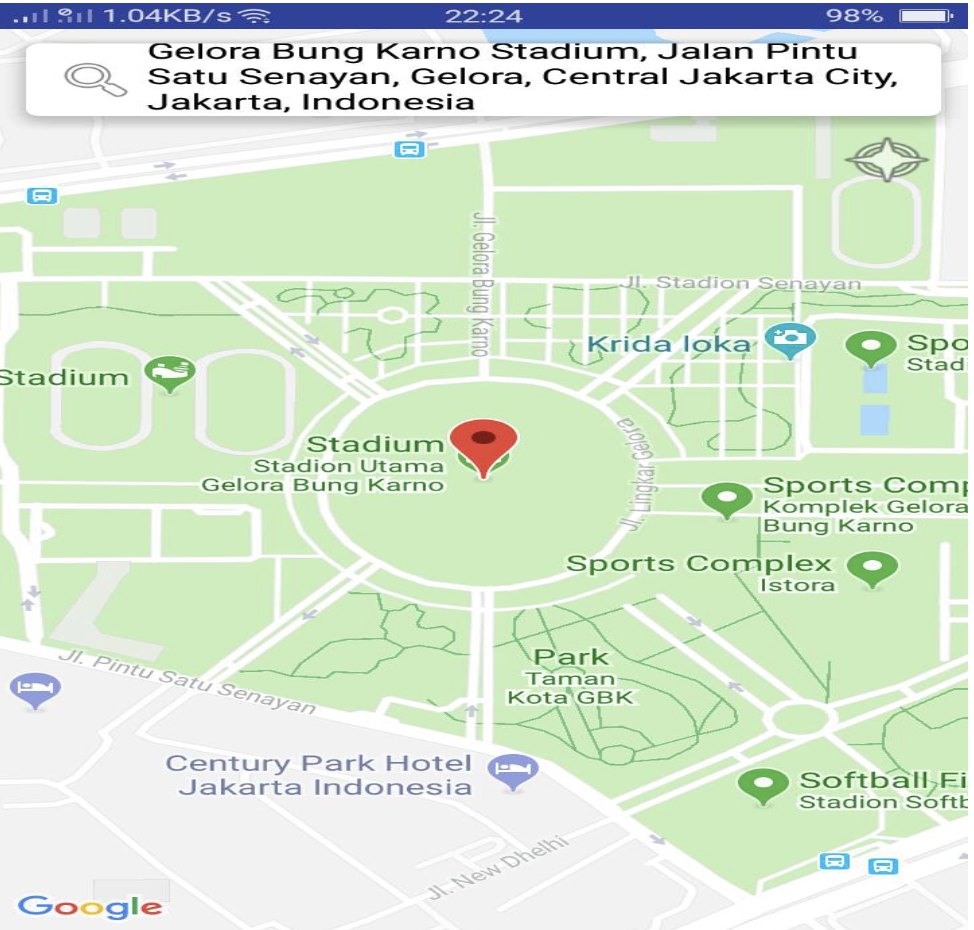 1.04KB/s 22:24 98%
Gelora Bung Karno Stadium, Jalan Pintu
Satu Senayan, Gelora, Central Jakarta City,
Jakarta, Indonesia
Jl. Gelora Bung Karno
Jl. Stadion Senayan
Krida loka
Spo
Stad
Stadium
Stadium
Stadion Utama
Gelora Bung Karno
Jl. Lingkar Gelora
Sports Comp
Komplek Gelora
Bung Karno
Sports Complex
Istora
Jl. Pintu Satu Senayan
Park
Taman
Kota GBK
Century Park Hotel
Jakarta Indonesia
Softball Fi
Stadion Softb
Jl. New Dhelhi
Google